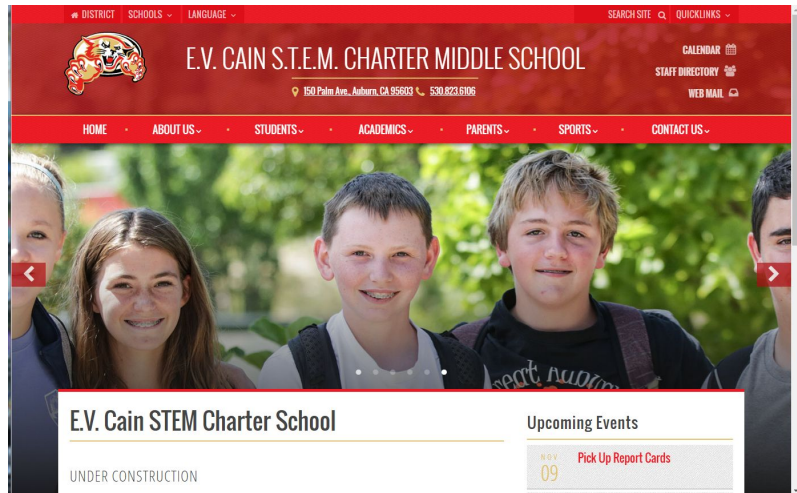 DISTRICT SCHOOLS LANGUAGE SEARCH SITE QUICKLINKS
E.V. CAIN S.T.E.M. CHARTER MIDDLE SCHOOL
150 Palm Ave., Auburn, CA 95603 530.823.6106
CALENDAR
STAFF DIRECTORY
WEB MAIL
HOME • ABOUT US • STUDENTS • ACADEMICS • PARENTS • SPORTS • CONTACT US
E.V. Cain STEM Charter School
UNDER CONSTRUCTION
Upcoming Events
NOV
09
Pick Up Report Cards